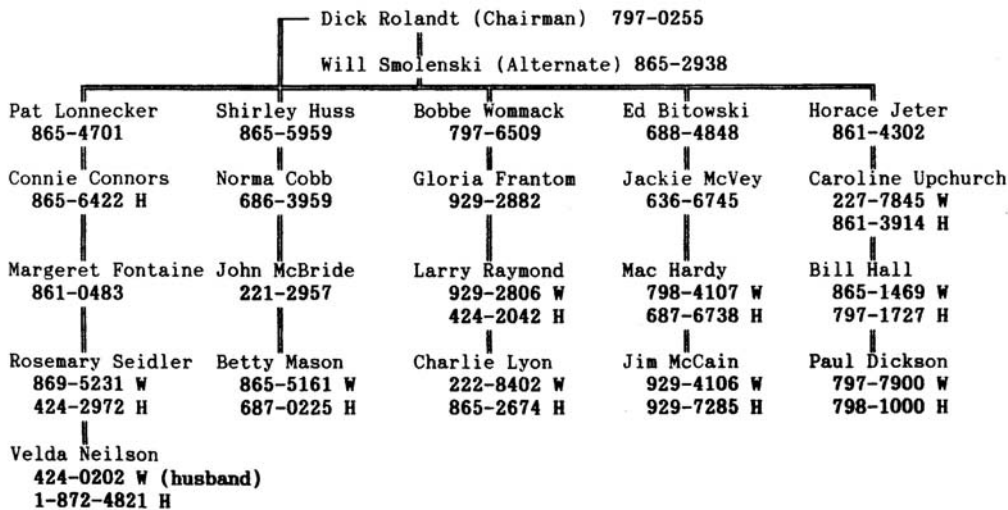 Dick Rolandt (Chairman) 797-0255
Will Smolenski (Alternate) 865-2938
Pat Lonnecker Shirley Huss Bobbe Wommack Ed Bitowski Horace Jeter
865-4701 865-5959 797-6509 688-4848 861-4302
Connie Connors Norma Cobb Gloria Frantom Jackie McVey Caroline Upchurch
865-6422 H 686-3959 929-2882 636-6745 227-7845 W
861-3914 H
Margeret Fontaine John McBride Larry Raymond Mac Hardy Bill Hall
861-0483 221-2957 929-2806 W 798-4107 W 865-1469 W
424-2042 H 687-6738 H 797-1727 H
Rosemary Seidler Betty Mason Charlie Lyon Jim McCain Paul Dickson
869-5231 W 865-5161 W 222-8402 W 929-4106 W 797-7900 W
424-2972 H 687-0225 H 865-2674 H 929-7285 H 798-1000 H
Velda Neilson
424-0202 W (husband)
1-872-4821 H